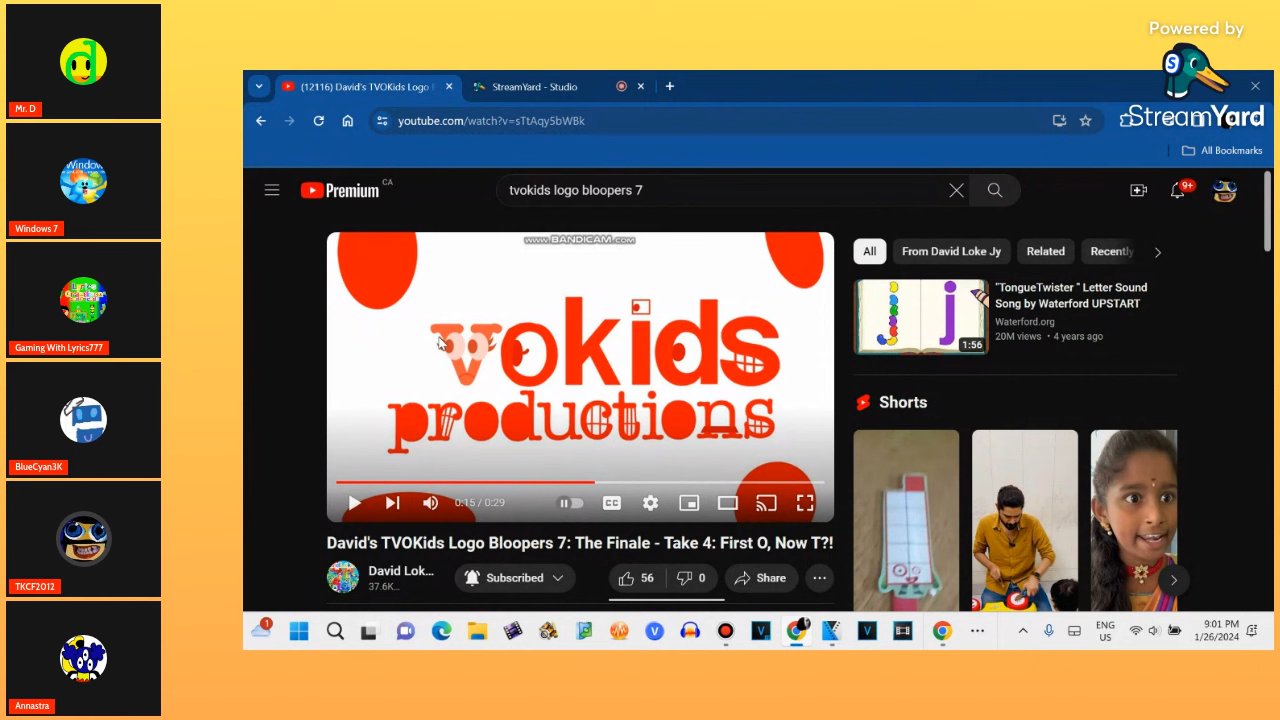 Powered by
StreamYard
Mr. D
Windows 7
Gaming With Lyrics777
BlueCyan3K
TKCF2012
Annastra
Window
(12116) David's TVOKids Logo
StreamYard - Studio
youtube.com/watch?v=sTtAqy5bWBk
All Bookmarks
Premium CA
tvokids logo bloopers 7
9+
WWW.BANDICAM.COM
vokids
productions
0:15 / 0:29
CC
All
From David Loke Jy
Related
Recently
"TongueTwister " Letter Sound
Song by Waterford UPSTART
Waterford.org
20M views • 4 years ago
1:56
j
Shorts
David's TVOKids Logo Bloopers 7: The Finale - Take 4: First O, Now T?!
David Lok...
37.6K...
Subscribed
56
0
Share
1
ENG
US
9:01 PM
1/26/2024